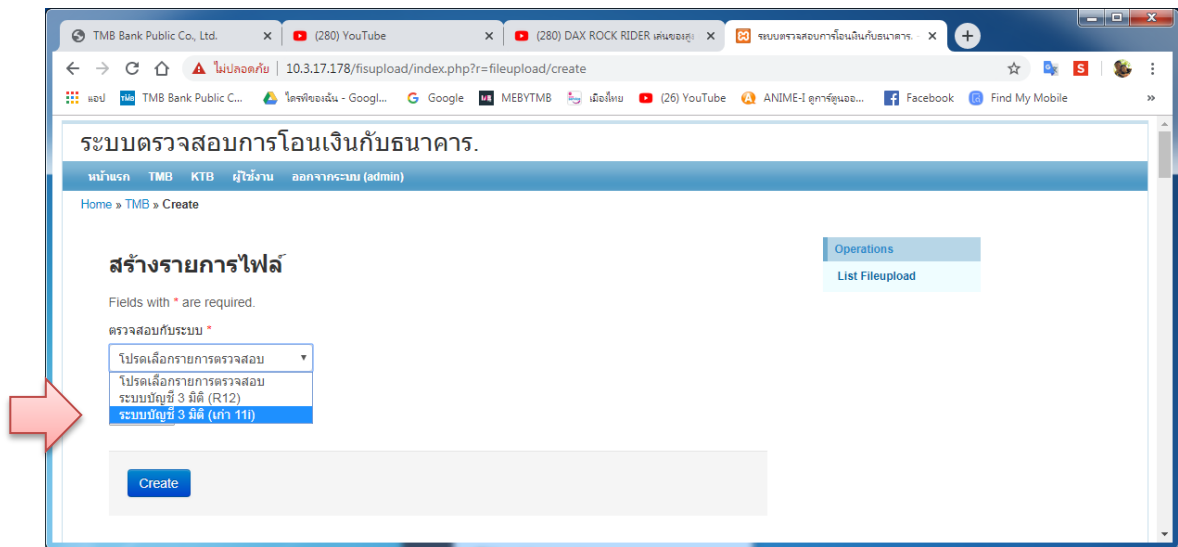 TMB Bank Public Co., Ltd.
(280) YouTube
(280) DAX ROCK RIDER เล่นของสูง
ระบบตรวจสอบการโอนเงินกับธนาคาร. -
ไม่ปลอดภัย | 10.3.17.178/fisupload/index.php?r=fileupload/create
แอป TMB Bank Public C... ไดรฟ์ของฉัน - Googl... Google MEBYTMB เมืองไทย (26) YouTube ANIME-I ดูการ์ตูนออ... Facebook Find My Mobile »
ระบบตรวจสอบการโอนเงินกับธนาคาร.
หน้าแรก TMB KTB ผู้ใช้งาน ออกจากระบบ (admin)
Home » TMB » Create
สร้างรายการไฟล์
Fields with * are required.
ตรวจสอบกับระบบ *
โปรดเลือกรายการตรวจสอบ
โปรดเลือกรายการตรวจสอบ
ระบบบัญชี 3 มิติ (R12)
ระบบบัญชี 3 มิติ (เก่า 11i)
Create
Operations
List Fileupload